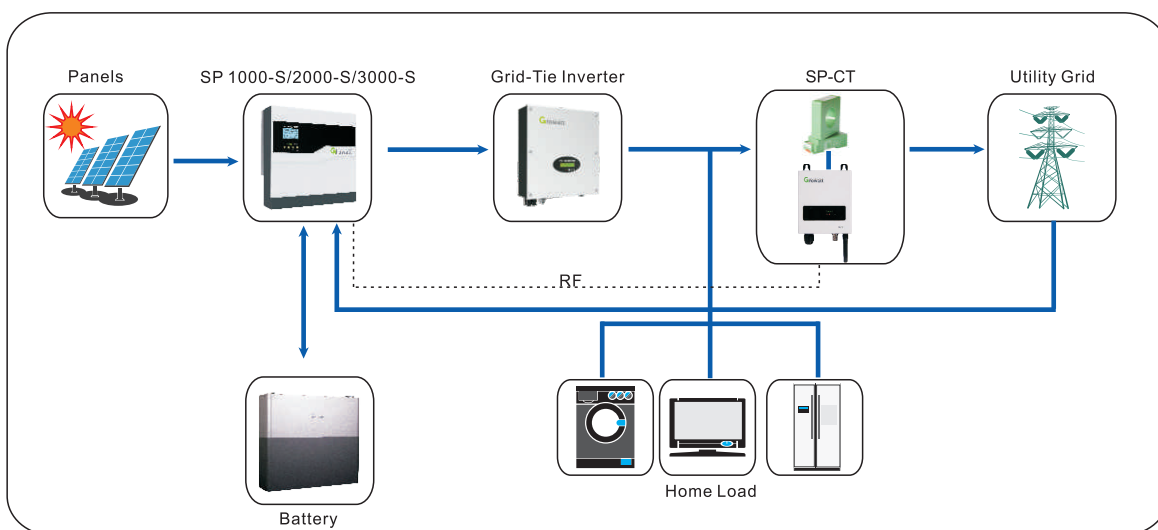 Panels
SP 1000-S/2000-S/3000-S
Grid-Tie Inverter
SP-CT
Utility Grid
RF
Home Load
Battery